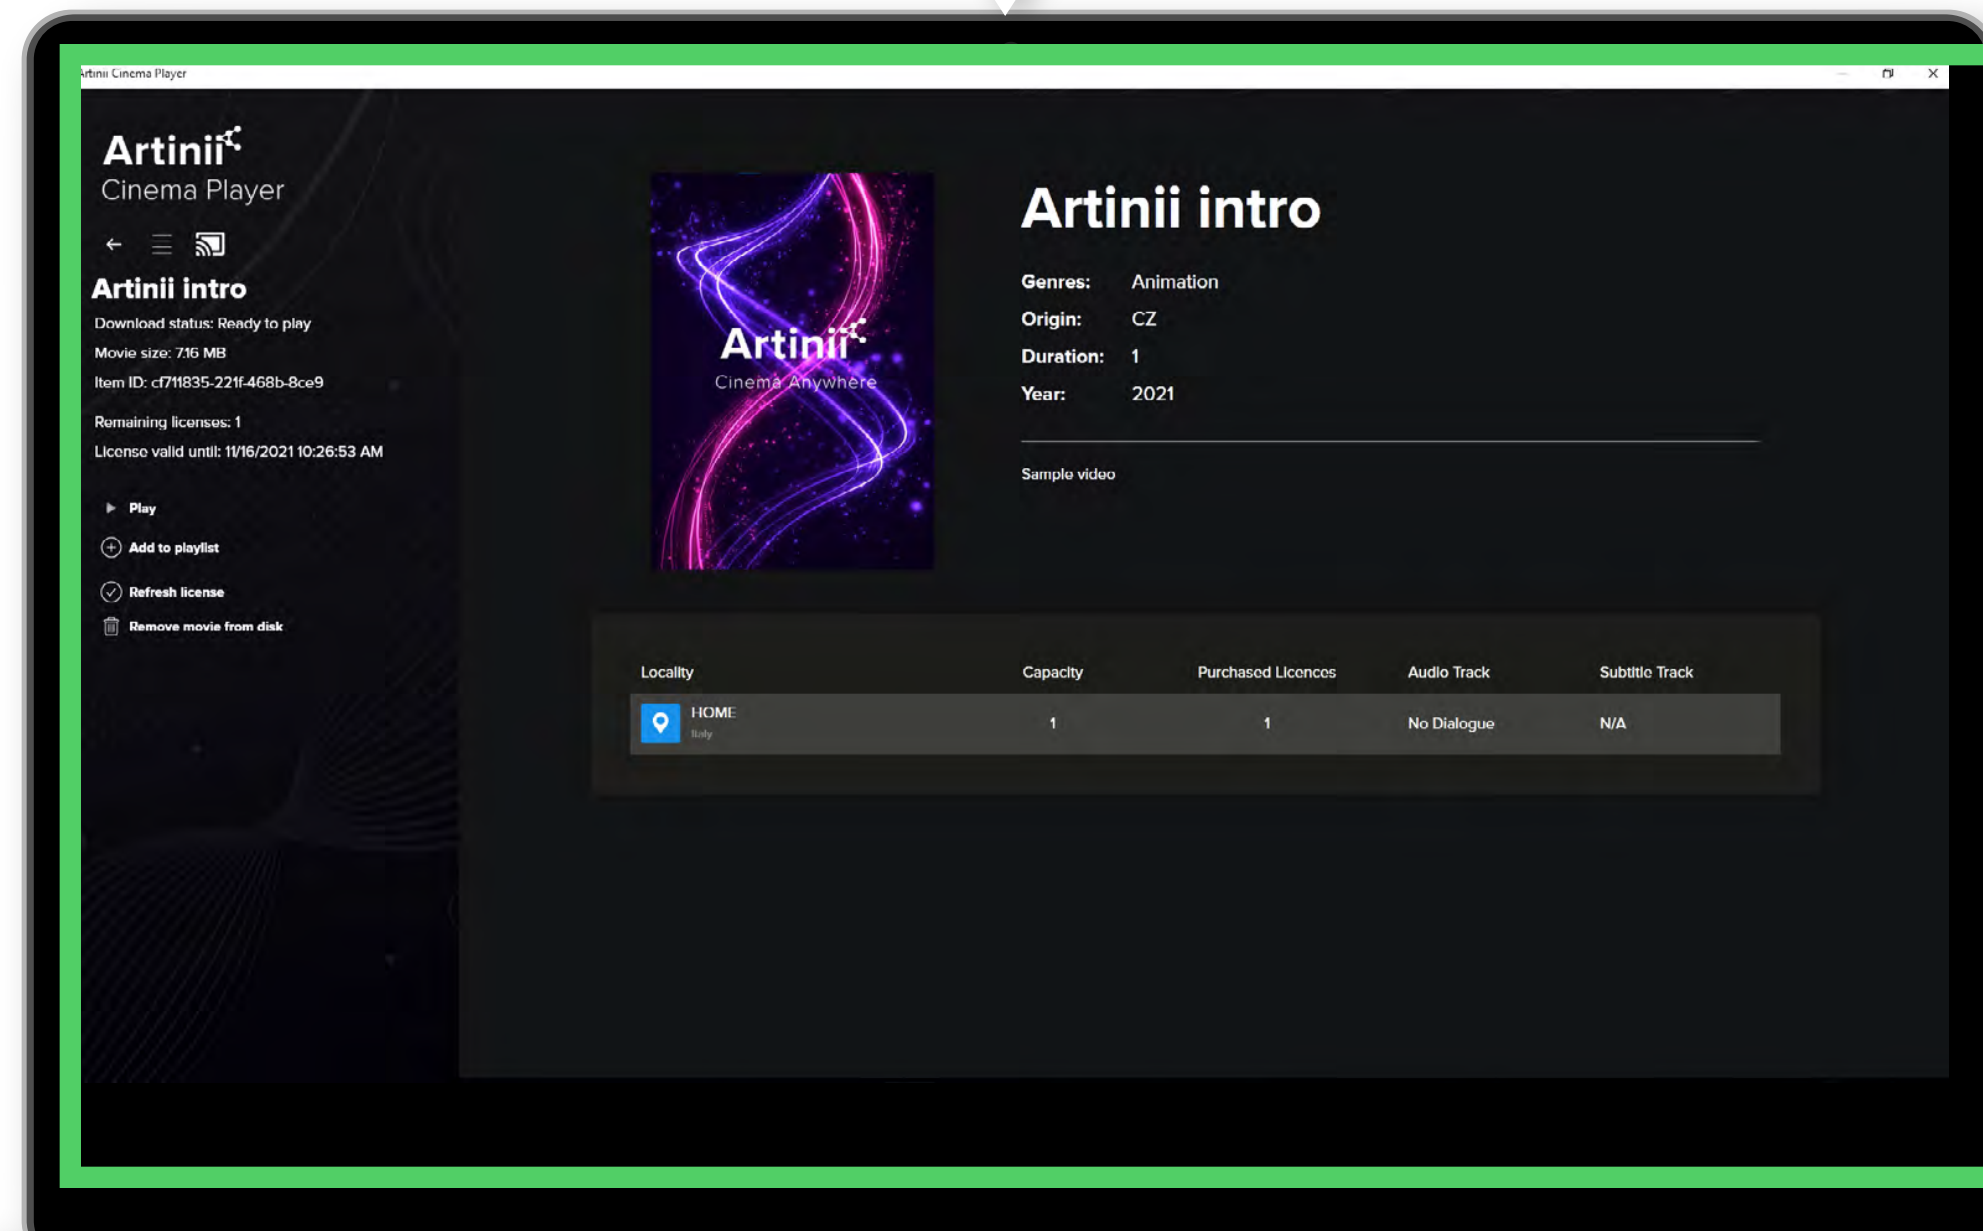 Artinii Cinema Player
Artinii
Cinema Player
Artinii intro
Download status: Ready to play
Movie size: 7.16 MB
Item ID: cf711835-221f-468b-8ce9
Remaining licenses: 1
License valid until: 11/16/2021 10:26:53 AM
Play
Add to playlist
Refresh license
Remove movie from disk
Artinii
Cinema Anywhere
Artinii intro
Genres: Animation
Origin: CZ
Duration: 1
Year: 2021
Sample video
Locality Capacity Purchased Licences Audio Track Subtitle Track
HOME 1 1 No Dialogue N/A
Italy